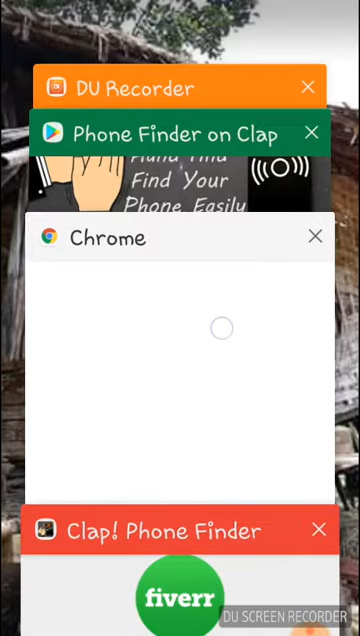 DU Recorder
Phone Finder on Clap
Find Your
Phone Easily
Chrome
Clap! Phone Finder
fiverr
DU SCREEN RECORDER